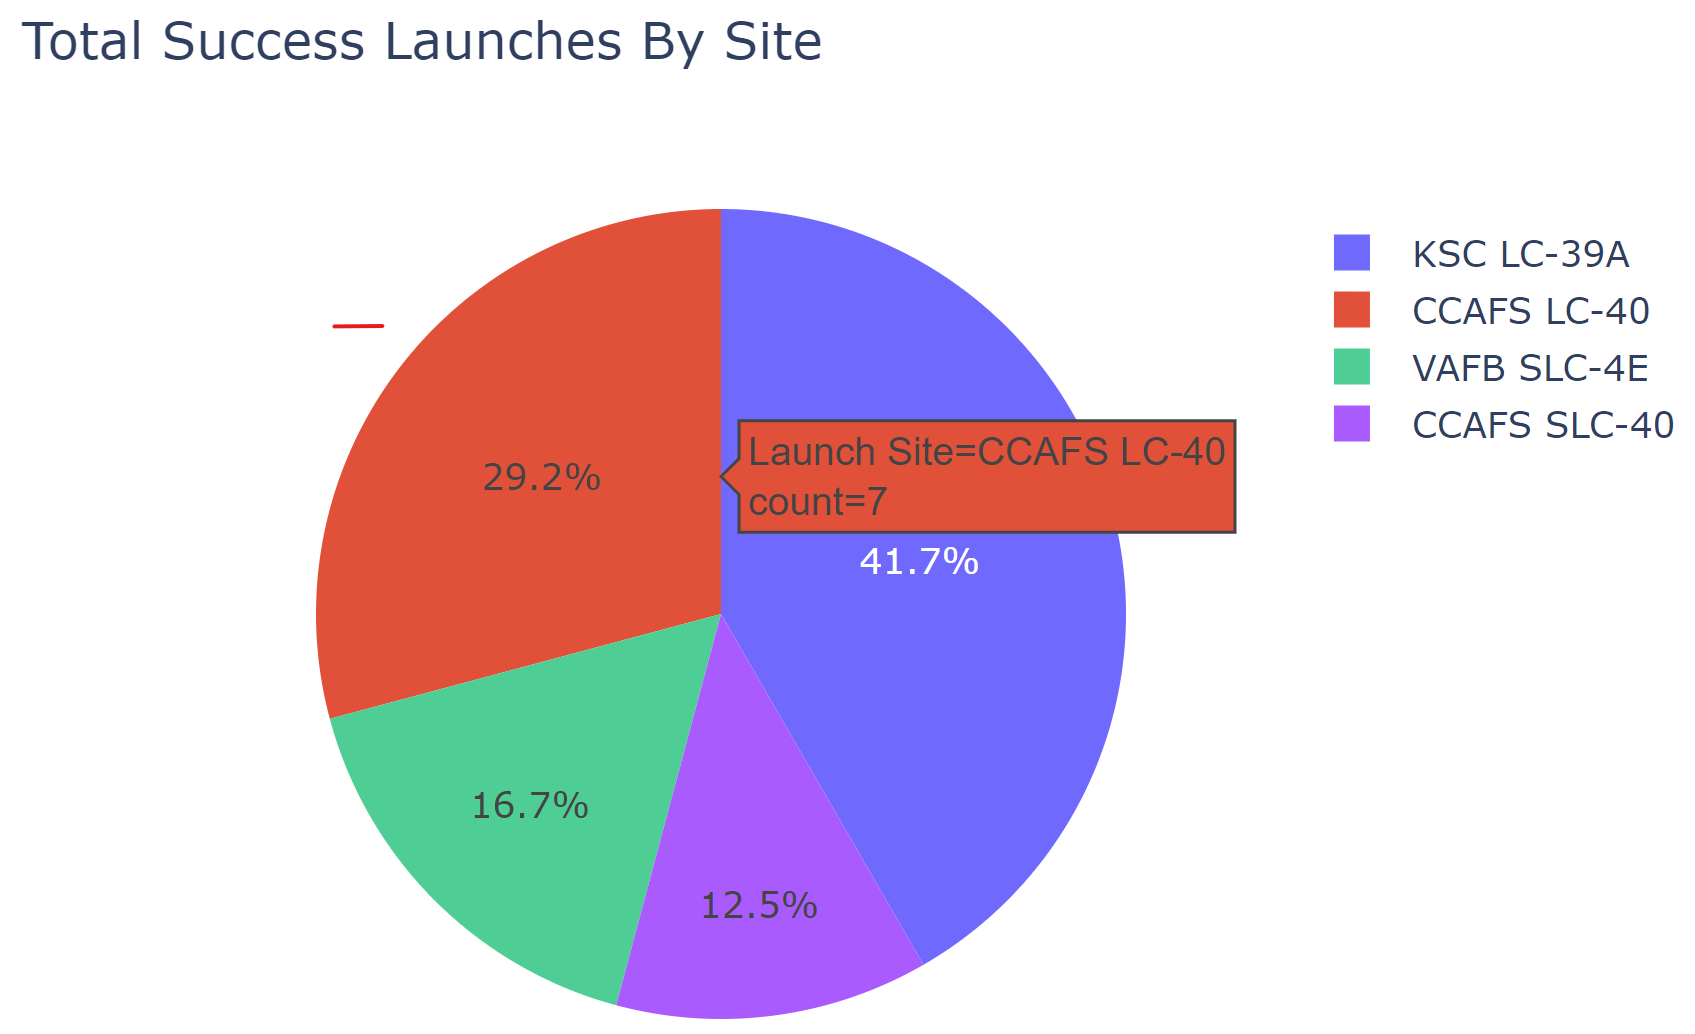 Total Success Launches By Site
KSC LC-39A
CCAFS LC-40
VAFB SLC-4E
CCAFS SLC-40
Launch Site=CCAFS LC-40
count=7
29.2%
41.7%
16.7%
12.5%